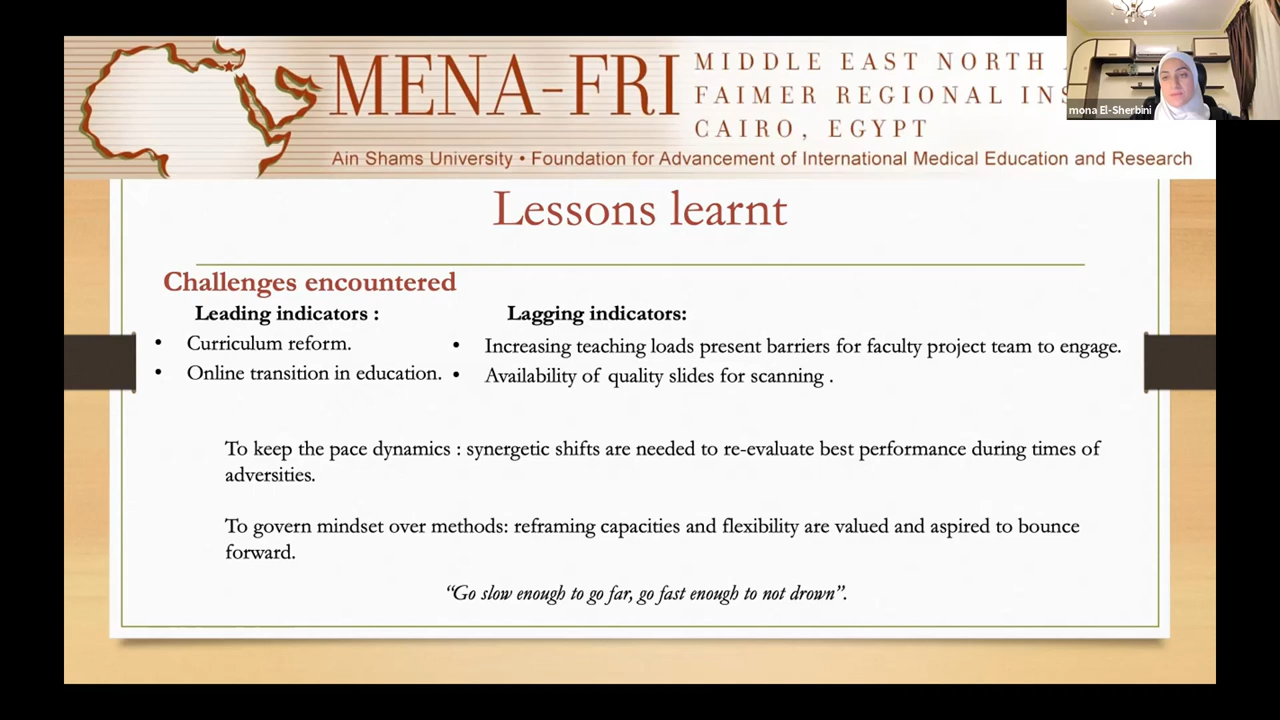 MENA-FRI
MIDDLE EAST NORTH
FAIMER REGIONAL INS
CAIRO, EGYPT
Ain Shams University • Foundation for Advancement of International Medical Education and Research
mona El-Sherbini
Lessons learnt
Challenges encountered
Leading indicators :
• Curriculum reform.
• Online transition in education.
Lagging indicators:
• Increasing teaching loads present barriers for faculty project team to engage.
• Availability of quality slides for scanning .
To keep the pace dynamics : synergetic shifts are needed to re-evaluate best performance during times of
adversities.
To govern mindset over methods: reframing capacities and flexibility are valued and aspired to bounce
forward.
“Go slow enough to go far, go fast enough to not drown”.